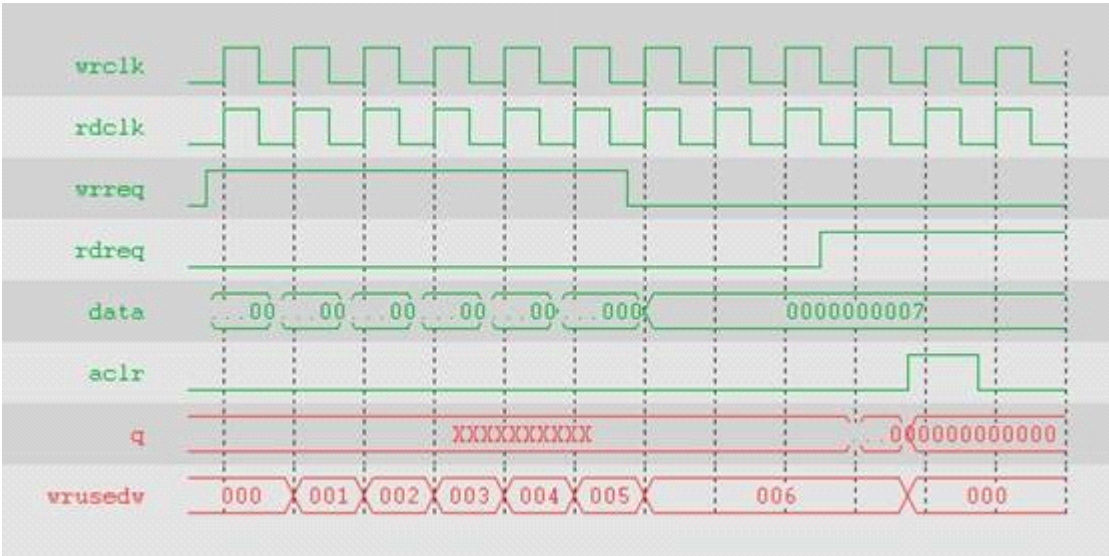 wrclk
rdclk
wrreq
rdreq
data ...00 ...00 ...00 ...00 ...00 ...000 0000000007
aclr
q XXXXXXXXXX ...000000000000
wrusedw 000 001 002 003 004 005 006 000